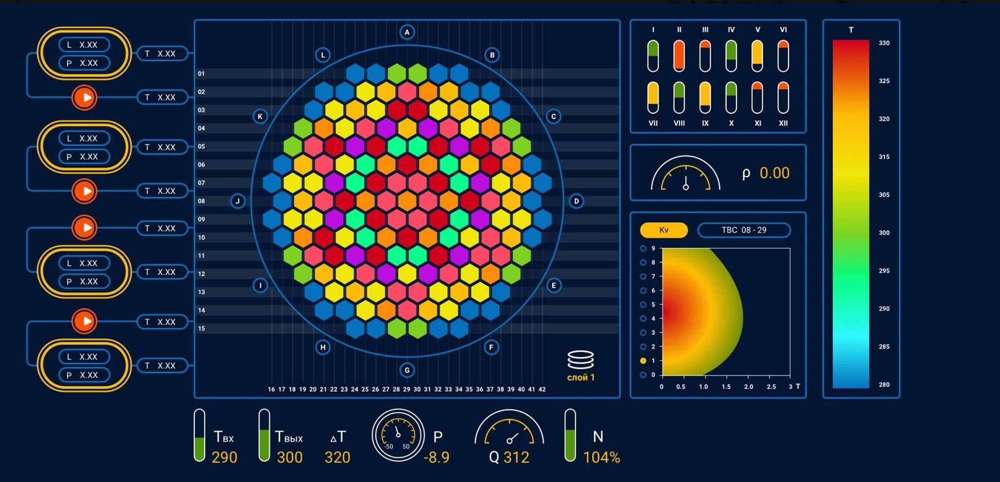 L X.XX
P X.XX
T X.XX
T X.XX
L X.XX
P X.XX
T X.XX
T X.XX
T X.XX
L X.XX
P X.XX
T X.XX
T X.XX
L X.XX
P X.XX
T X.XX
A
L
B
K
C
J
D
I
E
H
F
G
01
02
03
04
05
06
07
08
09
10
11
12
13
14
15
слой 1
16 17 18 19 20 21 22 23 24 25 26 27 28 29 30 31 32 33 34 35 36 37 38 39 40 41 42
I II III IV V VI
VII VIII IX X XI XII
ρ 0.00
Kv TBC 08 - 29
9
8
7
6
5
4
3
2
1
0
0 0.5 1.0 1.5 2.0 2.5 3 T
T
330
325
320
315
305
300
295
290
285
280
Tвх
290
Tвых
300
△T
320
-50 50
P
-8.9
Q 312
N
104%